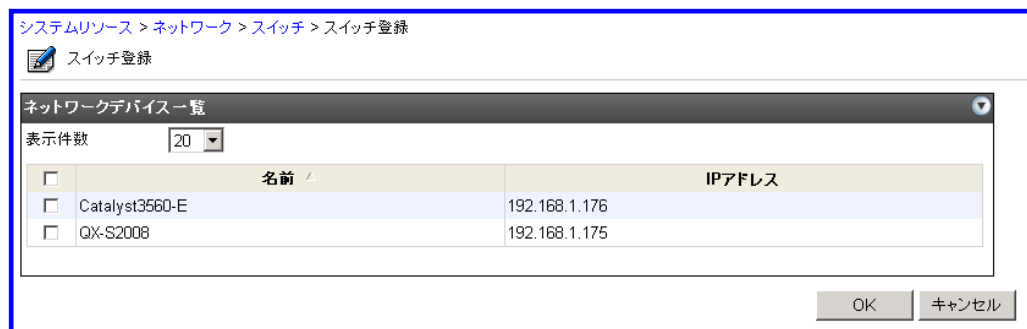 システムリソース > ネットワーク > スイッチ > スイッチ登録
スイッチ登録
ネットワークデバイス一覧
表示件数 20
名前 IPアドレス
Catalyst3560-E 192.168.1.176
QX-S2008 192.168.1.175
OK キャンセル